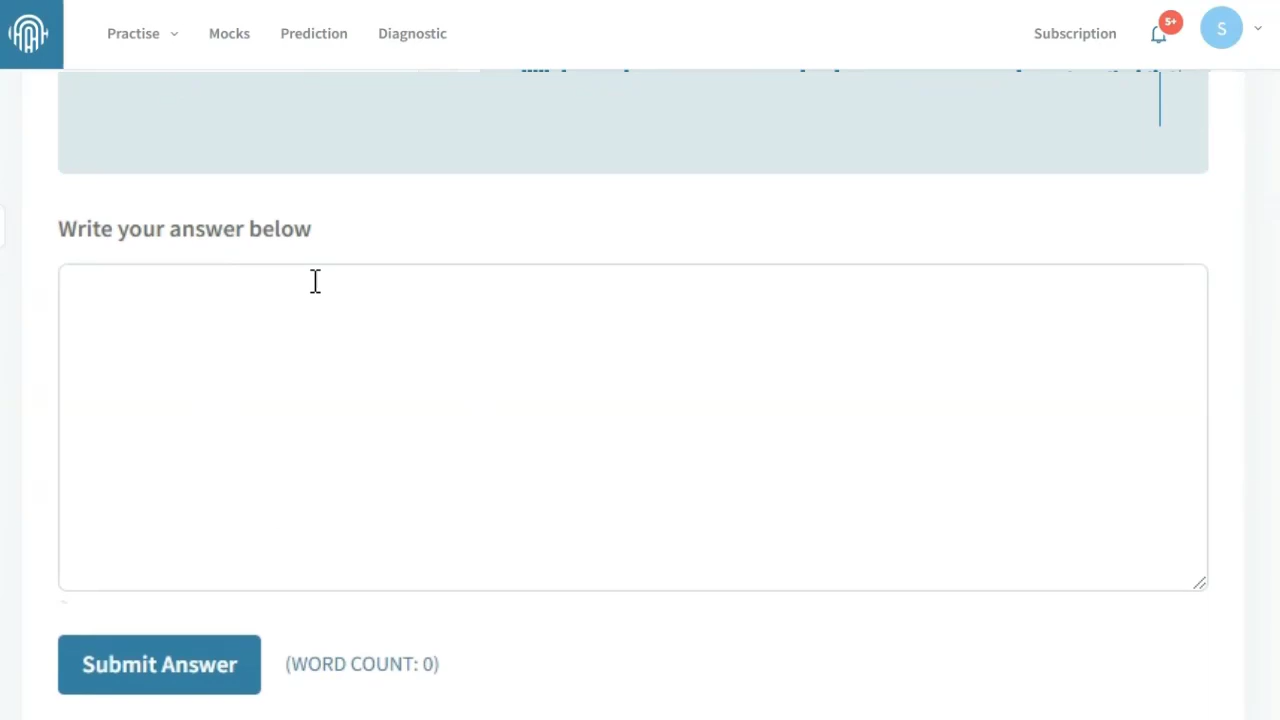 Practise Mocks Prediction Diagnostic Subscription 5+ S
Write your answer below
Submit Answer (WORD COUNT: 0)